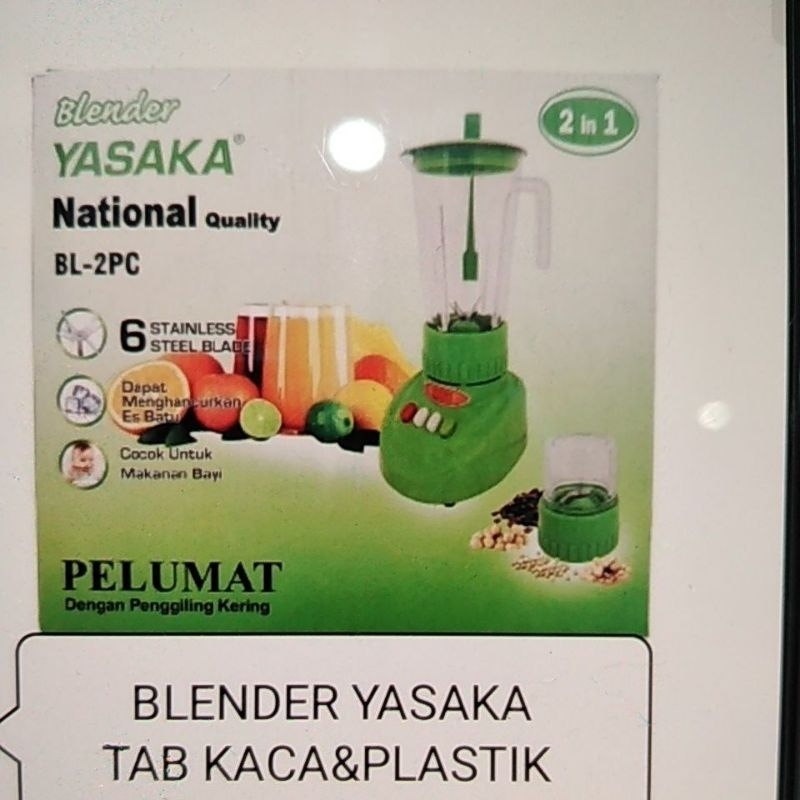 Blender
YASAKA®
National Quality
BL-2PC
2 in 1
6 STAINLESS
STEEL BLADE
Dapat
Menghancurkan
Es Batu
Cocok Untuk
Makanan Bayi
PELUMAT
Dengan Penggiling Kering
BLENDER YASAKA
TAB KACA&PLASTIK